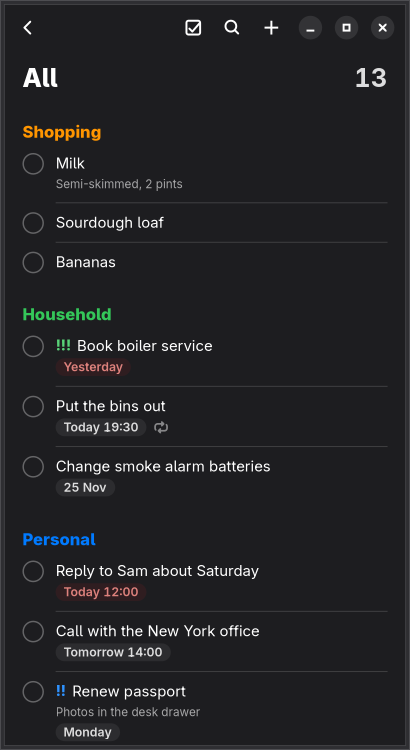 All
13
Shopping
Milk
Semi-skimmed, 2 pints
Sourdough loaf
Bananas
Household
!!! Book boiler service
Yesterday
Put the bins out
Today 19:30
Change smoke alarm batteries
25 Nov
Personal
Reply to Sam about Saturday
Today 12:00
Call with the New York office
Tomorrow 14:00
!! Renew passport
Photos in the desk drawer
Monday